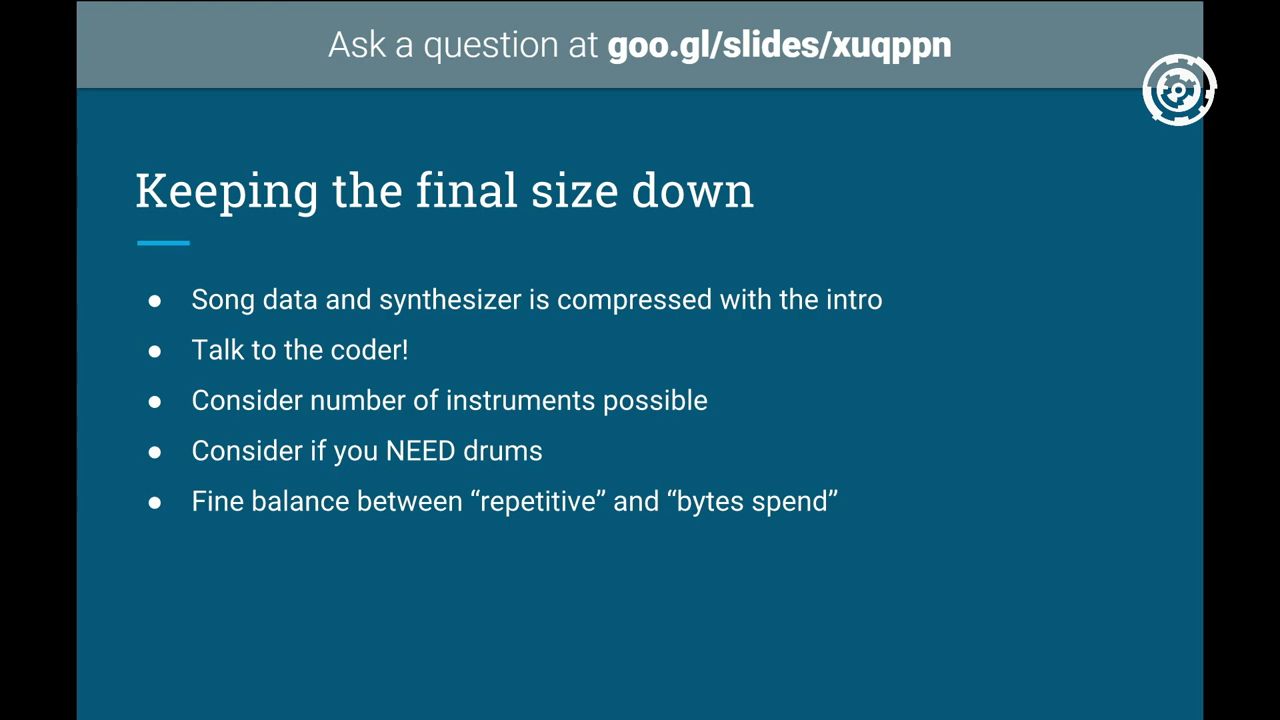 Ask a question at goo.gl/slides/xuqppn
Keeping the final size down
● Song data and synthesizer is compressed with the intro
● Talk to the coder!
● Consider number of instruments possible
● Consider if you NEED drums
● Fine balance between “repetitive” and “bytes spend”